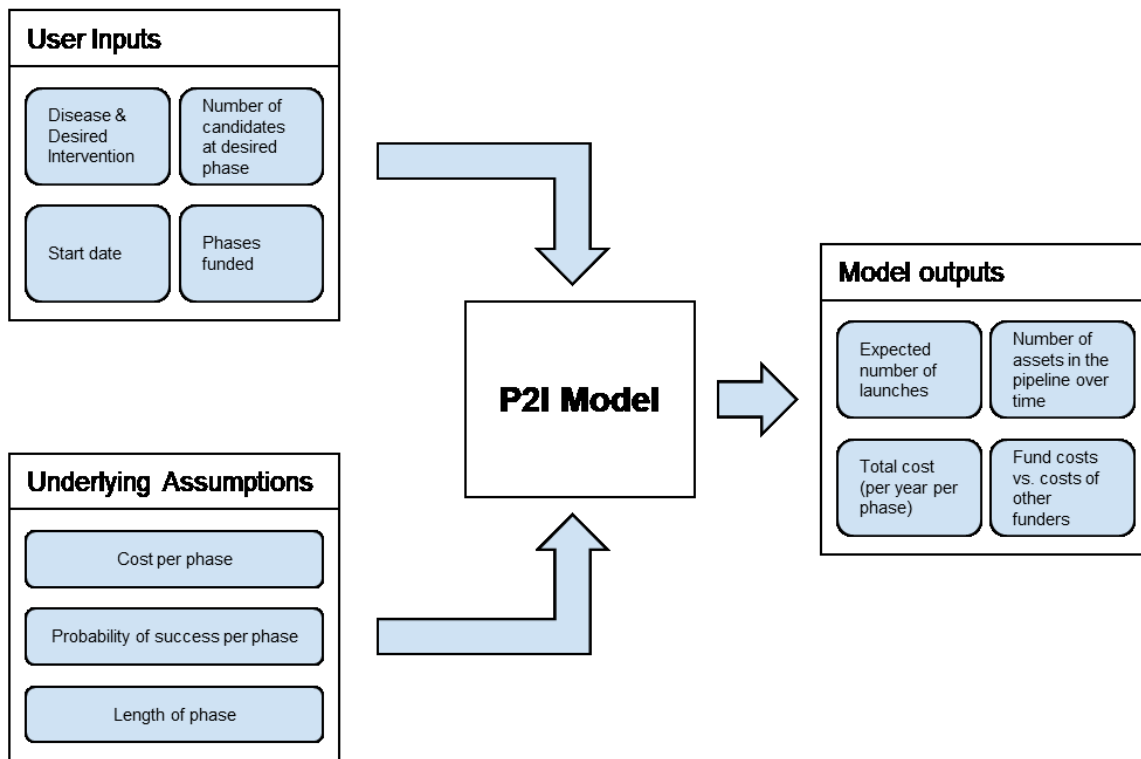 User Inputs
Disease &
Desired
Intervention
Number of
candidates
at desired
phase
Start date
Phases
funded
Underlying Assumptions
Cost per phase
Probability of success per phase
Length of phase
P2I Model
Model outputs
Expected
number of
launches
Number of
assets in the
pipeline over
time
Total cost
(per year per
phase)
Fund costs
vs. costs of
other
funders